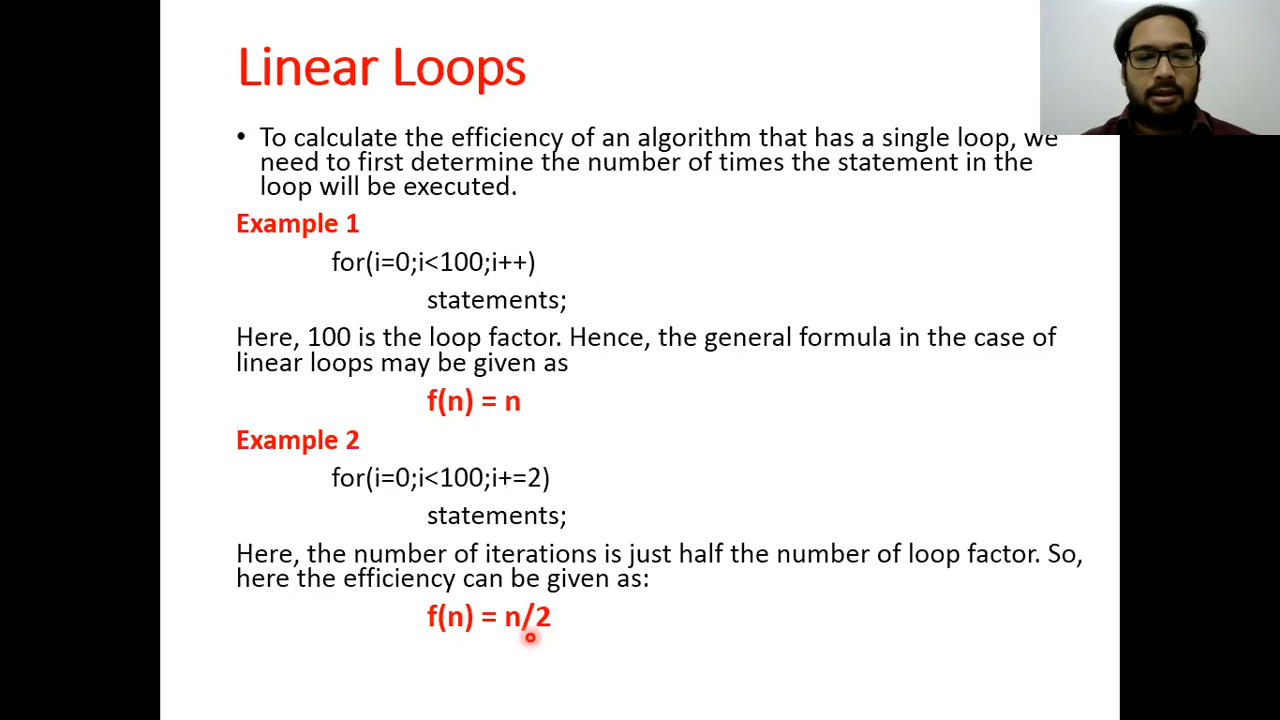 Linear Loops
• To calculate the efficiency of an algorithm that has a single loop, we
need to first determine the number of times the statement in the
loop will be executed.
Example 1
for(i=0;i<100;i++)
statements;
Here, 100 is the loop factor. Hence, the general formula in the case of
linear loops may be given as
f(n) = n
Example 2
for(i=0;i<100;i+=2)
statements;
Here, the number of iterations is just half the number of loop factor. So,
here the efficiency can be given as:
f(n) = n/2